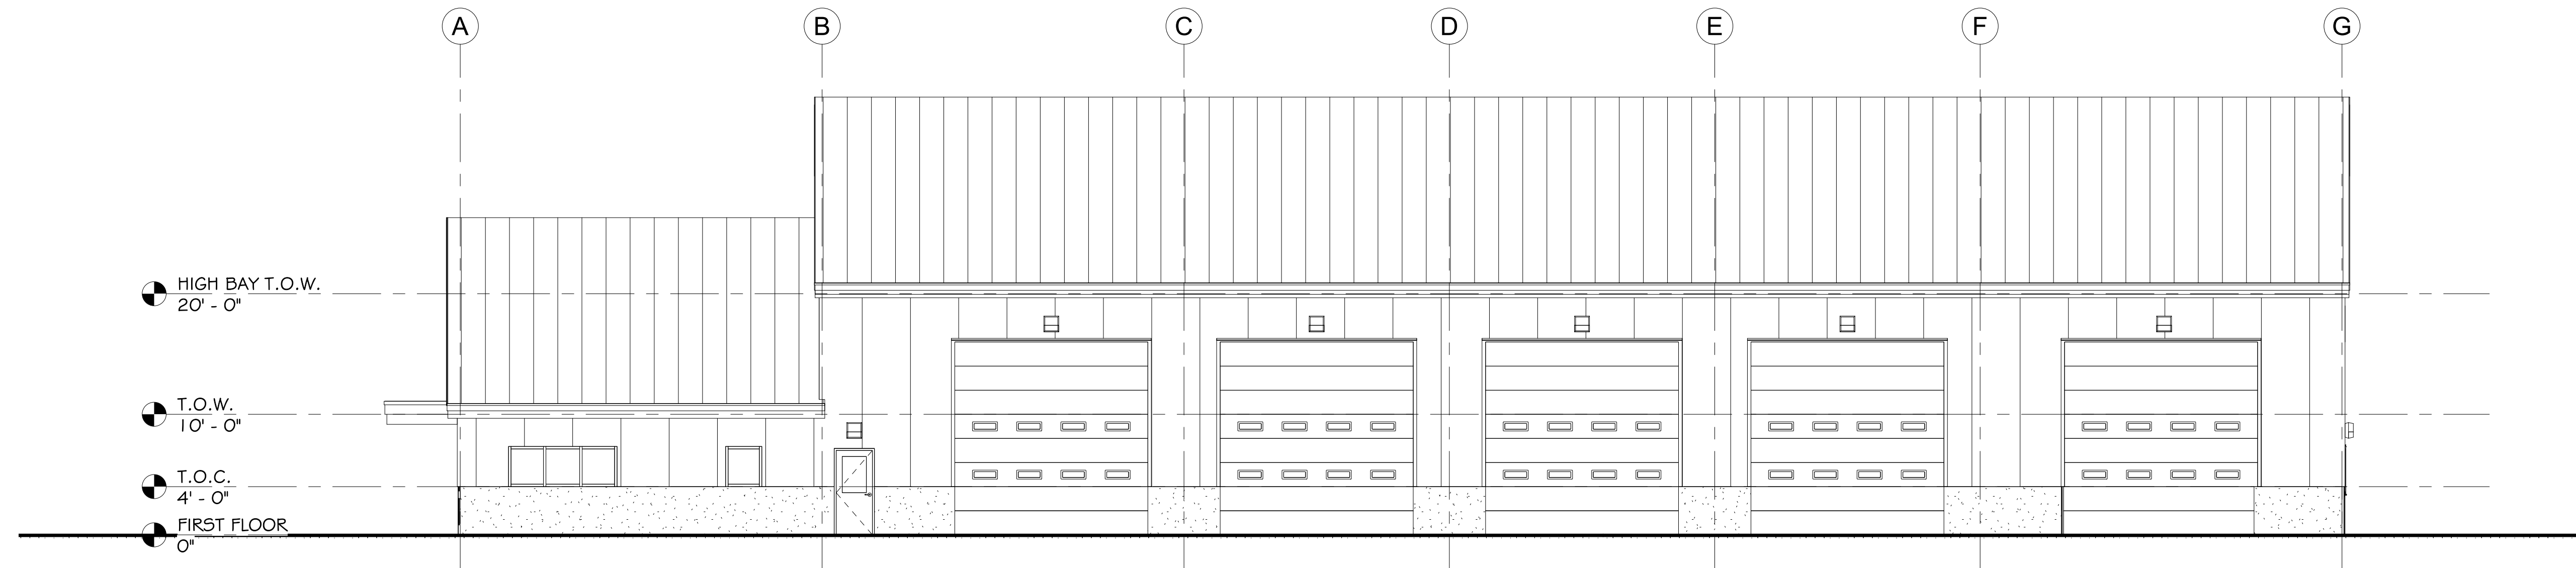 A B C D E F G
HIGH BAY T.O.W.
20' - 0"
T.O.W.
10' - 0"
T.O.C.
4' - 0"
FIRST FLOOR
0"